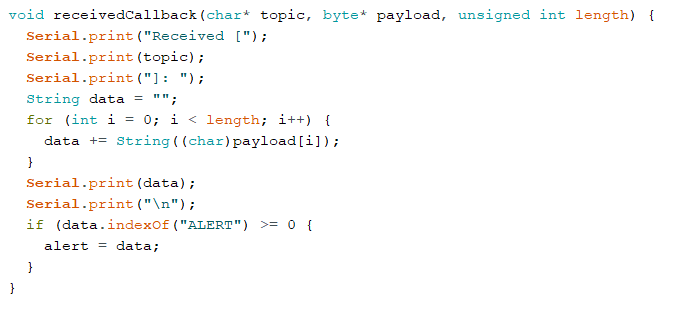 void receivedCallback(char* topic, byte* payload, unsigned int length) {
  Serial.print("Received [");
  Serial.print(topic);
  Serial.print("]: ");
  String data = "";
  for (int i = 0; i < length; i++) {
    data += String((char)payload[i]);
  }
  Serial.print(data);
  Serial.print("\n");
  if (data.indexOf("ALERT") >= 0 {
    alert = data;
  }
}